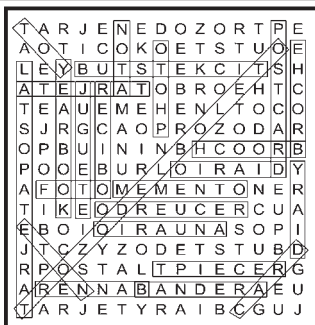 TARJENEDOZORTPE
AOTICOKOETSTUOE
LEYBUTSTEKCITSH
ATEJRATOBROEHTC
TEAUEMEHENLTOCO
SJRGCAOPROZODAR
OPBUININBHCOORB
POOEBURLOIRAIDY
AFOTOMEMENTONER
TIKEODREUCERCUA
EBOIOIRAUNASOPI
JTCZYZODETSTUBD
RPOSTALTPIECERG
ARENNABANDERAEU
TARJETYRAIBCGUJ